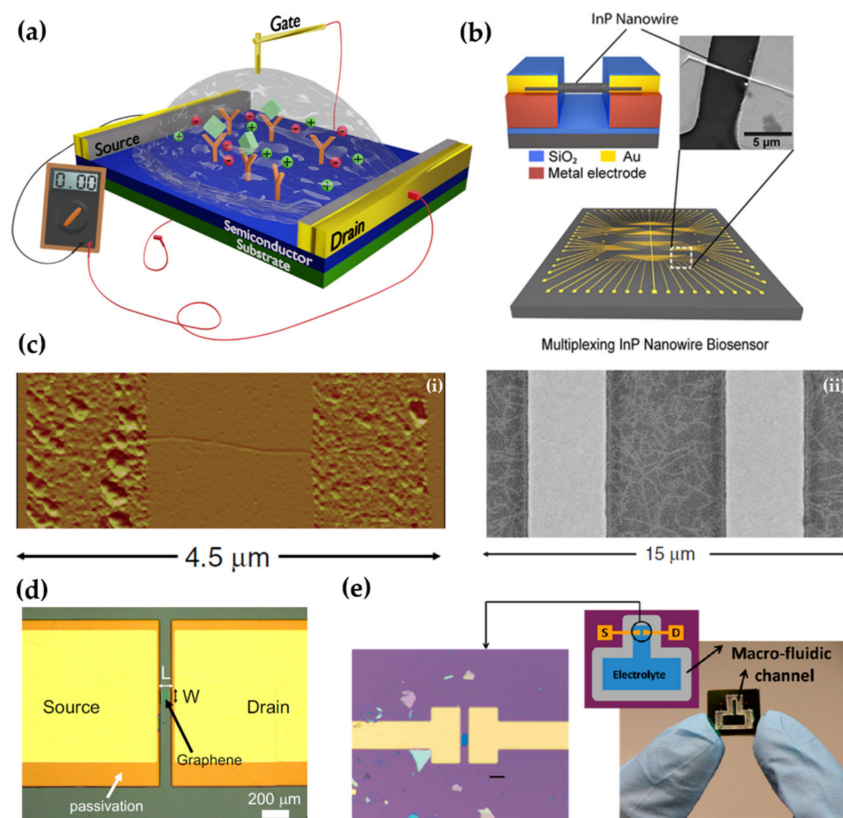 (a)
Gate
Source
0.00
Drain
Semiconductor
Substrate
(b)
InP Nanowire
5 µm
SiO₂
Au
Metal electrode
Multiplexing InP Nanowire Biosensor
(c)
(i)
4.5 µm
(ii)
15 µm
(d)
L
W
Source
Drain
Graphene
passivation
200 µm
(e)
S
D
Electrolyte
Macro-fluidic
channel